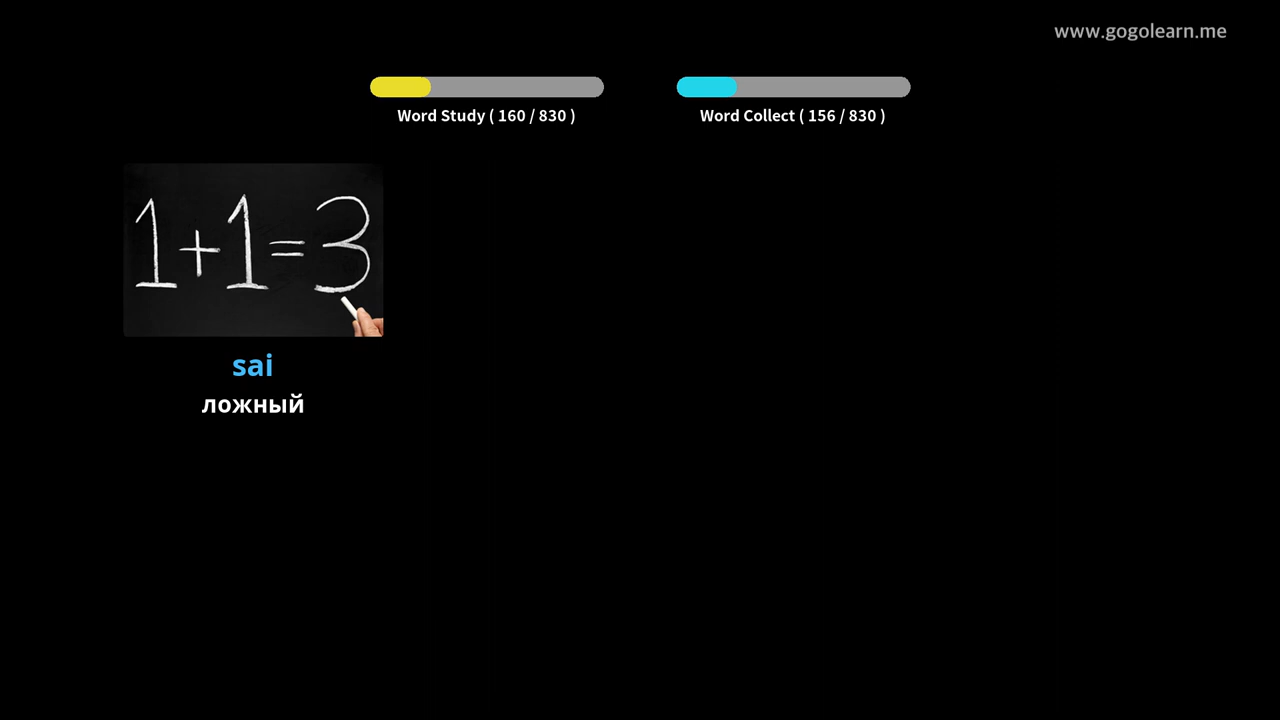 www.gogolearn.me
Word Study ( 160 / 830 )
Word Collect ( 156 / 830 )
1+1=3
sai
ложный